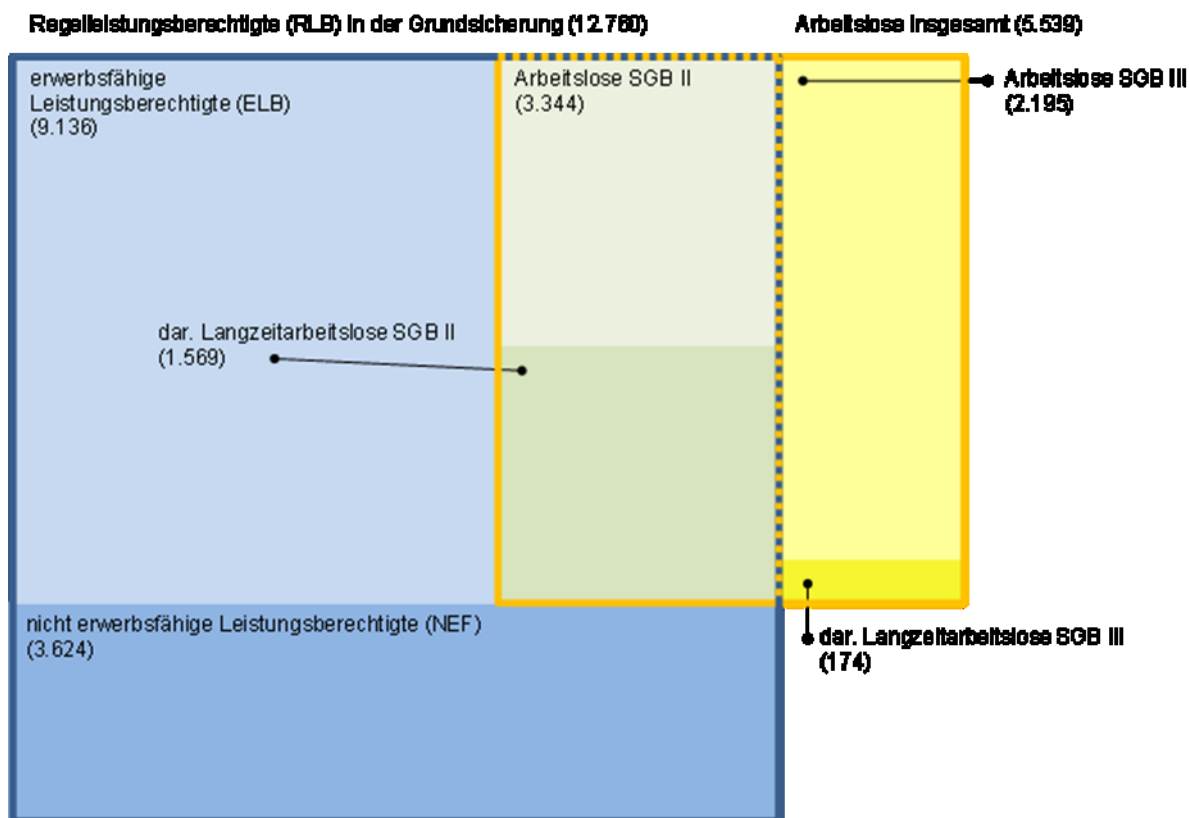 Regelleistungsberechtigte (RLB) in der Grundsicherung (12.760)
Arbeitslose insgesamt (5.539)
erwerbsfähige
Leistungsberechtigte (ELB)
(9.136)
Arbeitslose SGB II
(3.344)
Arbeitslose SGB III
(2.195)
dar. Langzeitarbeitslose SGB II
(1.569)
nicht erwerbsfähige Leistungsberechtigte (NEF)
(3.624)
dar. Langzeitarbeitslose SGB III
(174)